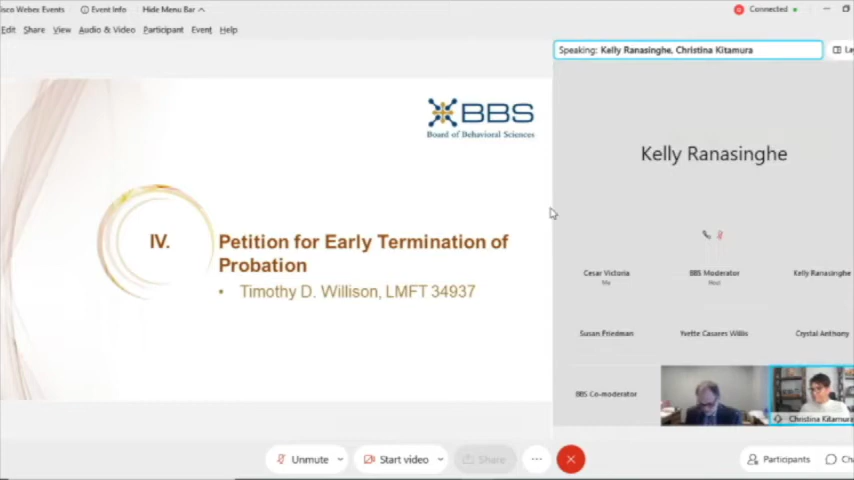 isco Webex Events Event Info Hide Menu Bar Connected
Edit Share View Audio & Video Participant Event Help
Speaking: Kelly Ranasinghe, Christina Kitamura
BBS
Board of Behavioral Sciences
Kelly Ranasinghe
IV.
Petition for Early Termination of
Probation
• Timothy D. Willison, LMFT 34937
Cesar Victoria BBS Moderator Kelly Ranasinghe
Me Host
Susan Friedman Yvette Casares Willis Crystal Anthony
BBS Co-moderator
Christina Kitamura
Unmute Start video Share Participants Ch